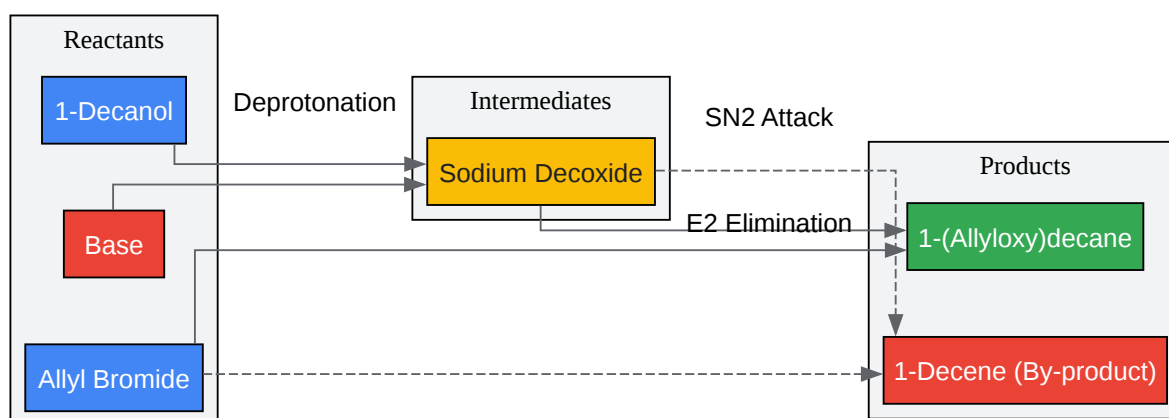 Reactants
1-Decanol
Base
Allyl Bromide
Deprotonation
Intermediates
Sodium Decoxide
SN2 Attack
E2 Elimination
Products
1-(Allyloxy)decane
1-Decene (By-product)